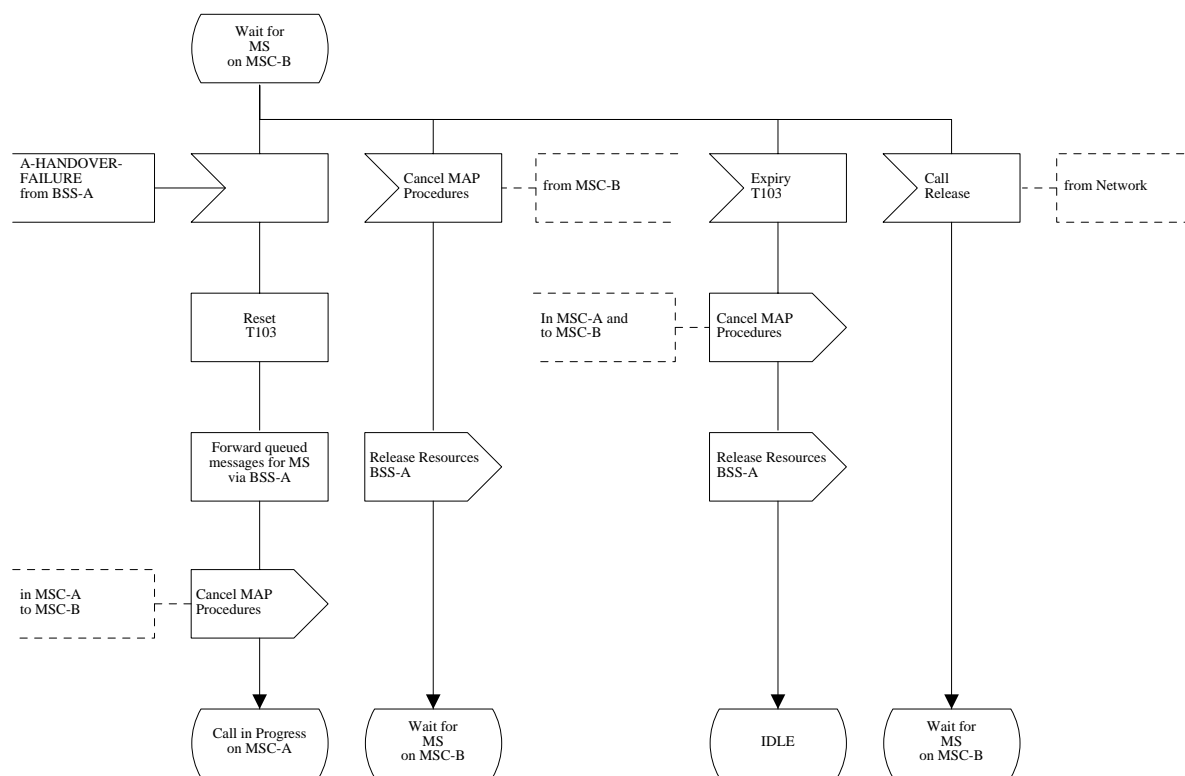 Wait for
MS
on MSC-B
A-HANDOVER-
FAILURE
from BSS-A
Cancel MAP
Procedures
from MSC-B
Expiry
T103
Call
Release
from Network
Reset
T103
In MSC-A and
to MSC-B
Cancel MAP
Procedures
Forward queued
messages for MS
via BSS-A
Release Resources
BSS-A
Release Resources
BSS-A
in MSC-A
to MSC-B
Cancel MAP
Procedures
Call in Progress
on MSC-A
Wait for
MS
on MSC-B
IDLE
Wait for
MS
on MSC-B